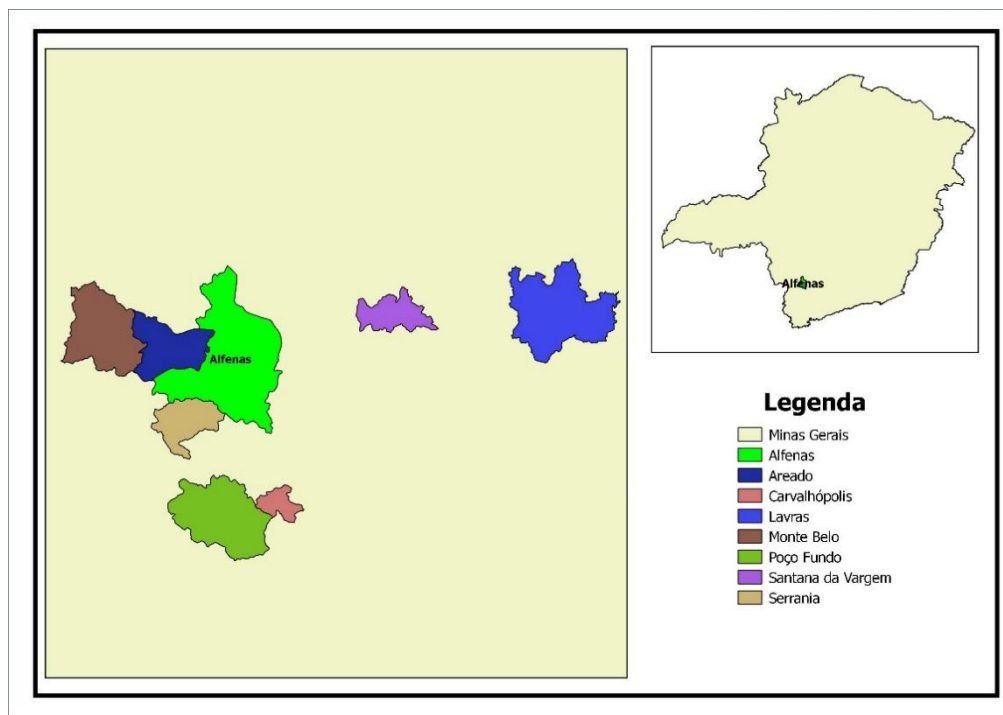 Alfenas
Alfenas
Legenda
Minas Gerais
Alfenas
Areado
Carvalhópolis
Lavras
Monte Belo
Poço Fundo
Santana da Vargem
Serrania